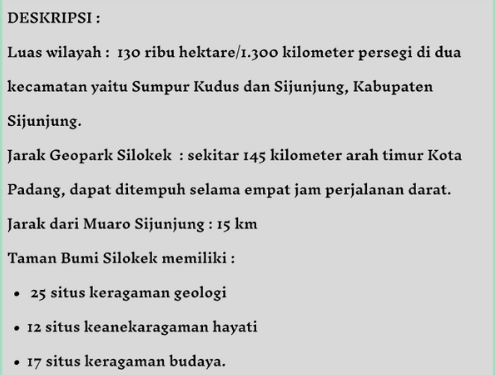 DESKRIPSI :
Luas wilayah : 130 ribu hektare/1.300 kilometer persegi di dua
kecamatan yaitu Sumpur Kudus dan Sijunjung, Kabupaten
Sijunjung.
Jarak Geopark Silokek : sekitar 145 kilometer arah timur Kota
Padang, dapat ditempuh selama empat jam perjalanan darat.
Jarak dari Muaro Sijunjung : 15 km
Taman Bumi Silokek memiliki :
• 25 situs keragaman geologi
• 12 situs keanekaragaman hayati
• 17 situs keragaman budaya.